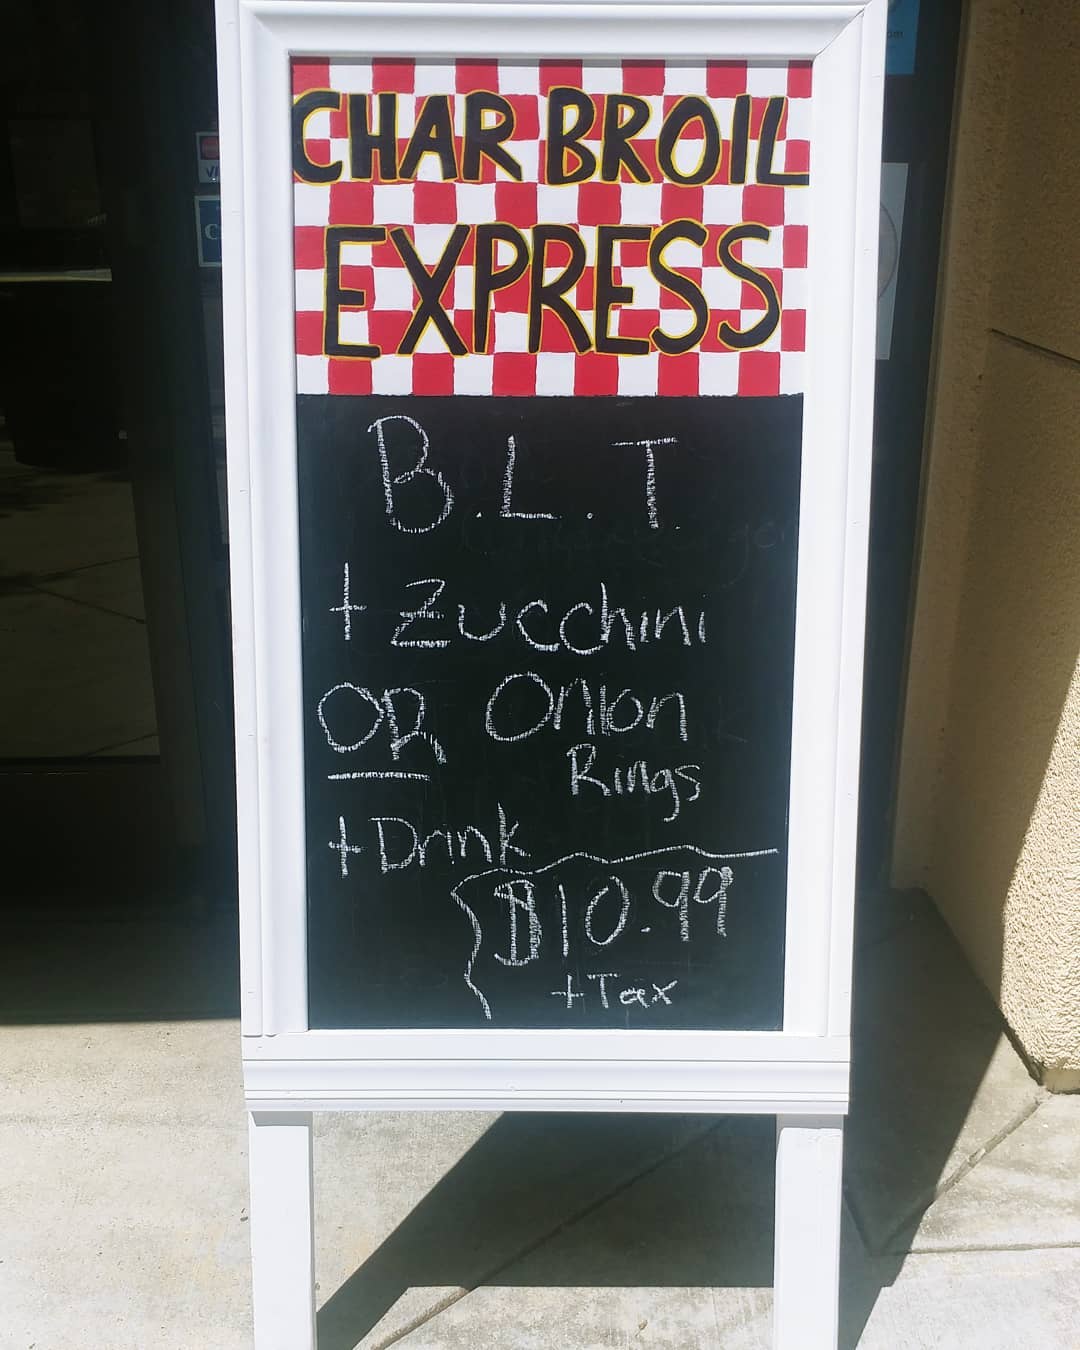 CHAR BROIL
EXPRESS
B.L.T.
+ Zucchini
OR Onion
Rings
+ Drink
$10.99
+ Tax